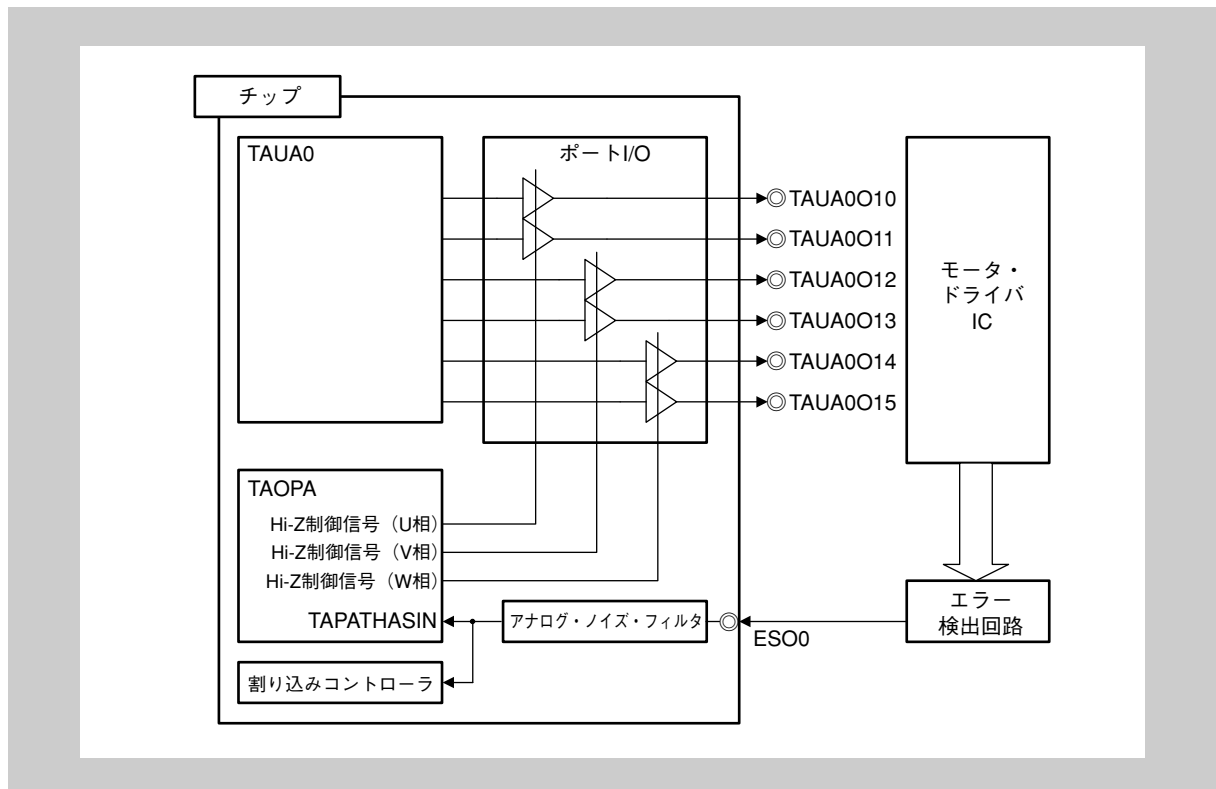 チップ
TAUA0
ポートI/O
TAUA0O10
TAUA0O11
TAUA0O12
TAUA0O13
TAUA0O14
TAUA0O15
モータ・
ドライバ
IC
TAOPA
Hi-Z制御信号（U相）
Hi-Z制御信号（V相）
Hi-Z制御信号（W相）
TAPATHASIN
アナログ・ノイズ・フィルタ
ESO0
エラー
検出回路
割り込みコントローラ